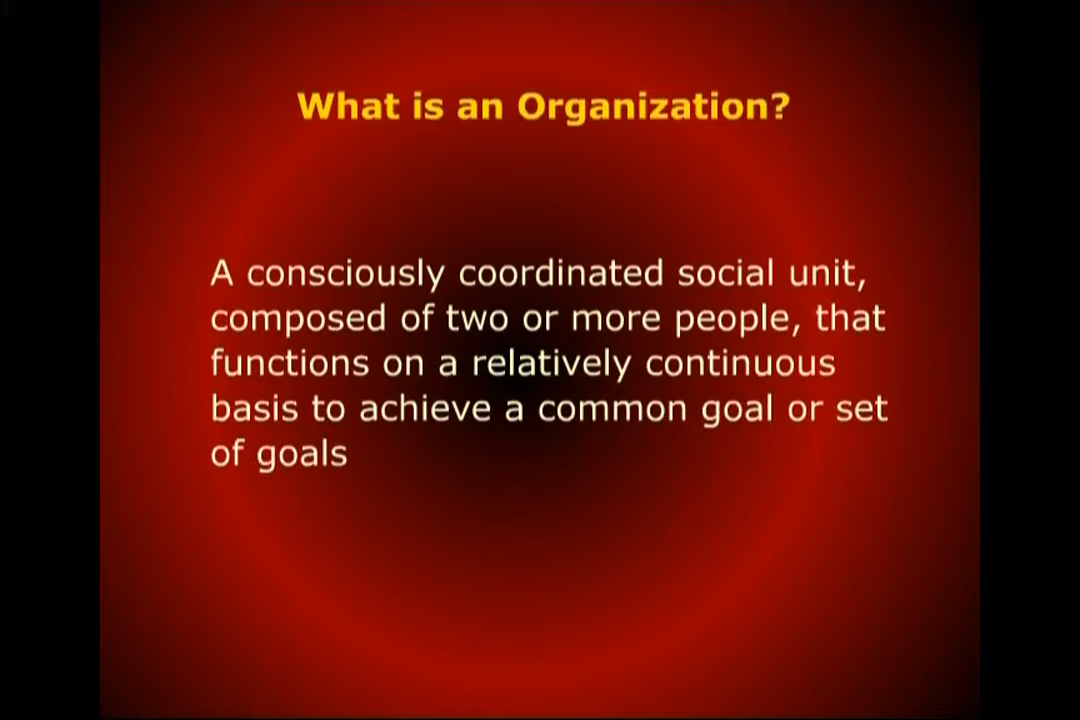 What is an Organization?
A consciously coordinated social unit,
composed of two or more people, that
functions on a relatively continuous
basis to achieve a common goal or set
of goals